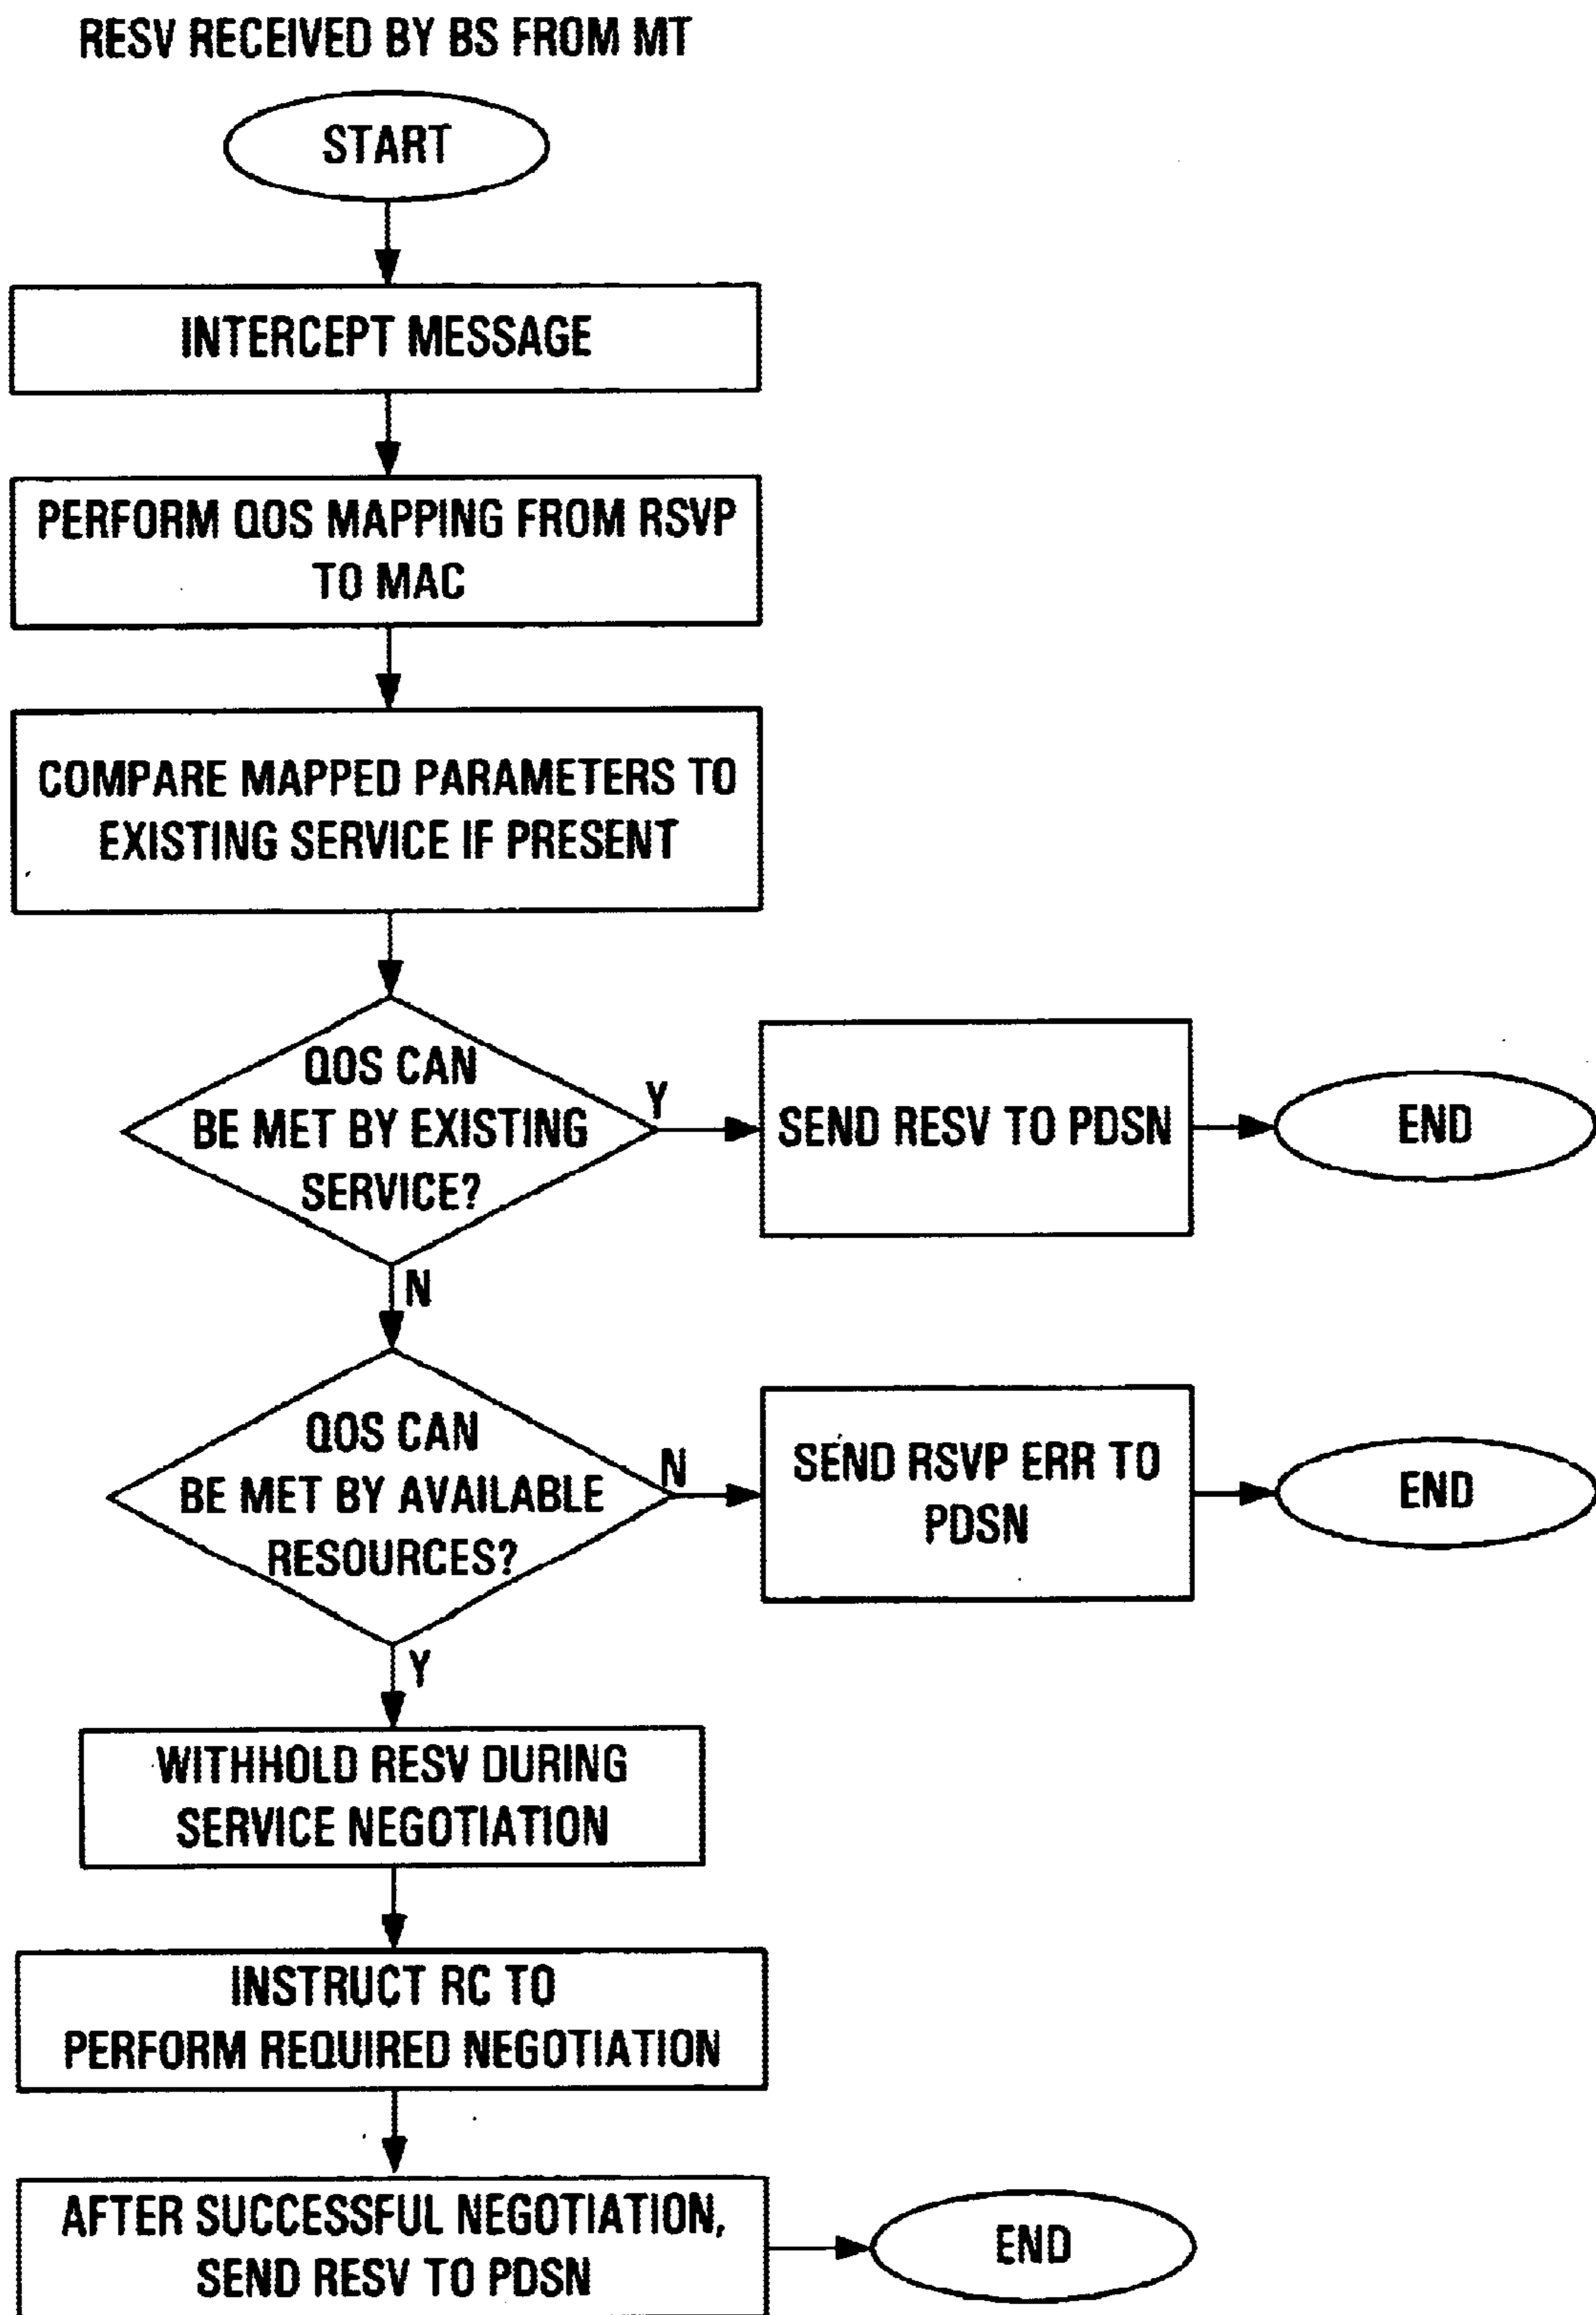 RESV RECEIVED BY BS FROM MT
START
INTERCEPT MESSAGE
PERFORM QOS MAPPING FROM RSVP
TO MAC
COMPARE MAPPED PARAMETERS TO
EXISTING SERVICE IF PRESENT
QOS CAN
BE MET BY EXISTING
SERVICE?
Y
SEND RESV TO PDSN
END
N
QOS CAN
BE MET BY AVAILABLE
RESOURCES?
N
SEND RSVP ERR TO
PDSN
END
Y
WITHHOLD RESV DURING
SERVICE NEGOTIATION
INSTRUCT RC TO
PERFORM REQUIRED NEGOTIATION
AFTER SUCCESSFUL NEGOTIATION,
SEND RESV TO PDSN
END